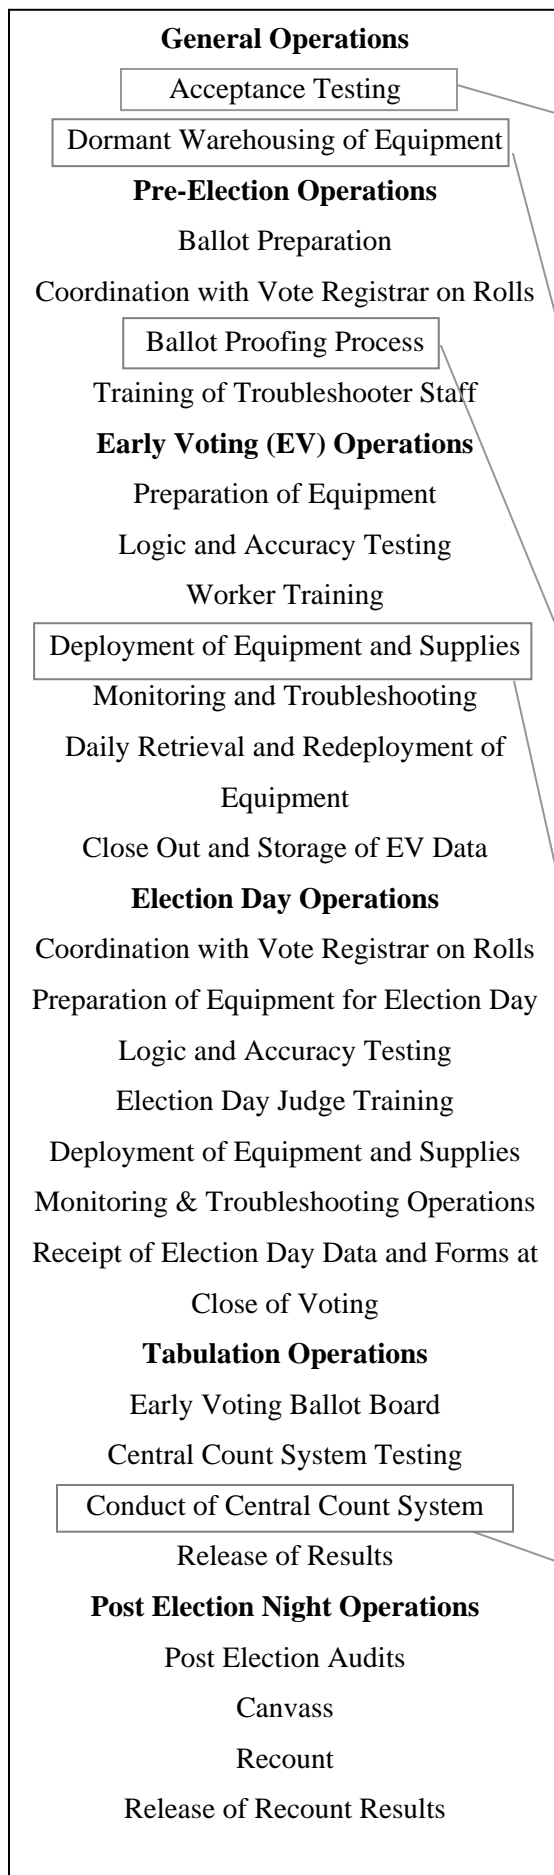 General Operations
Acceptance Testing
Dormant Warehousing of Equipment
Pre-Election Operations
Ballot Preparation
Coordination with Vote Registrar on Rolls
Ballot Proofing Process
Training of Troubleshooter Staff
Early Voting (EV) Operations
Preparation of Equipment
Logic and Accuracy Testing
Worker Training
Deployment of Equipment and Supplies
Monitoring and Troubleshooting
Daily Retrieval and Redeployment of
Equipment
Close Out and Storage of EV Data
Election Day Operations
Coordination with Vote Registrar on Rolls
Preparation of Equipment for Election Day
Logic and Accuracy Testing
Election Day Judge Training
Deployment of Equipment and Supplies
Monitoring & Troubleshooting Operations
Receipt of Election Day Data and Forms at
Close of Voting
Tabulation Operations
Early Voting Ballot Board
Central Count System Testing
Conduct of Central Count System
Release of Results
Post Election Night Operations
Post Election Audits
Canvass
Recount
Release of Recount Results